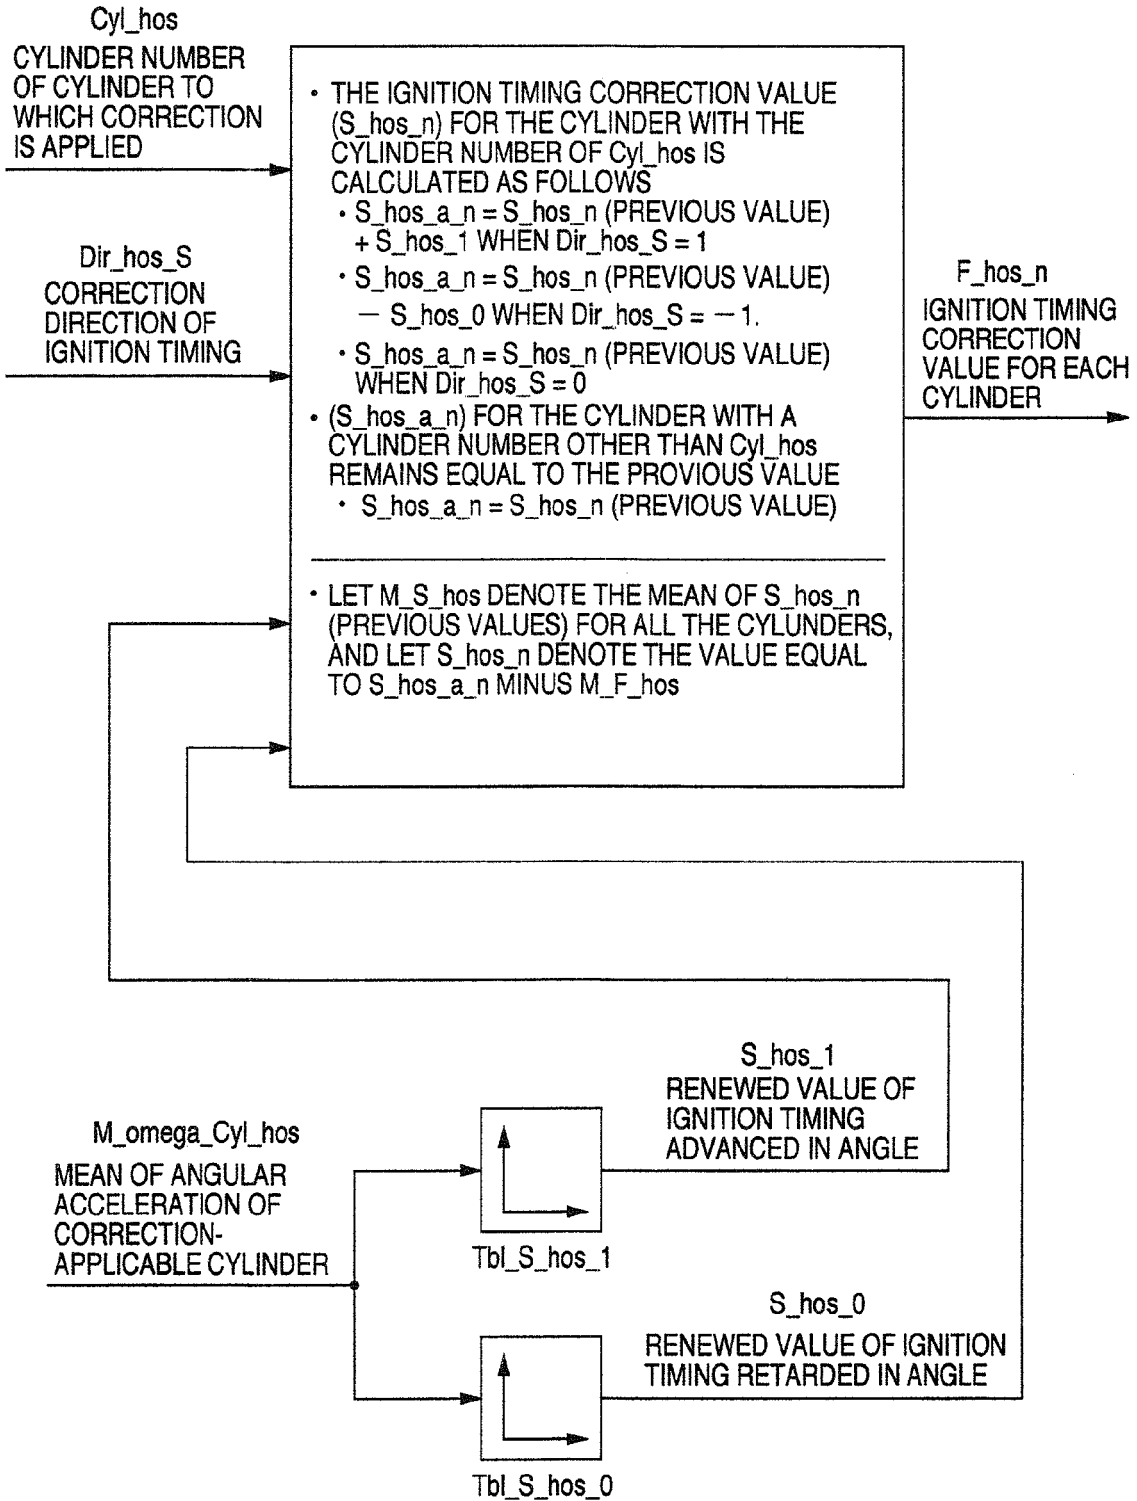 Cyl_hos
CYLINDER NUMBER
OF CYLINDER TO
WHICH CORRECTION
IS APPLIED
Dir_hos_S
CORRECTION
DIRECTION OF
IGNITION TIMING
• THE IGNITION TIMING CORRECTION VALUE
(S_hos_n) FOR THE CYLINDER WITH THE
CYLINDER NUMBER OF Cyl_hos IS
CALCULATED AS FOLLOWS
• S_hos_a_n = S_hos_n (PREVIOUS VALUE)
+ S_hos_1 WHEN Dir_hos_S = 1
• S_hos_a_n = S_hos_n (PREVIOUS VALUE)
— S_hos_0 WHEN Dir_hos_S = — 1.
• S_hos_a_n = S_hos_n (PREVIOUS VALUE)
WHEN Dir_hos_S = 0
• (S_hos_a_n) FOR THE CYLINDER WITH A
CYLINDER NUMBER OTHER THAN Cyl_hos
REMAINS EQUAL TO THE PROVIOUS VALUE
• S_hos_a_n = S_hos_n (PREVIOUS VALUE)
• LET M_S_hos DENOTE THE MEAN OF S_hos_n
(PREVIOUS VALUES) FOR ALL THE CYLUNDERS,
AND LET S_hos_n DENOTE THE VALUE EQUAL
TO S_hos_a_n MINUS M_F_hos
F_hos_n
IGNITION TIMING
CORRECTION
VALUE FOR EACH
CYLINDER
S_hos_1
RENEWED VALUE OF
IGNITION TIMING
ADVANCED IN ANGLE
M_omega_Cyl_hos
MEAN OF ANGULAR
ACCELERATION OF
CORRECTION-
APPLICABLE CYLINDER
Tbl_S_hos_1
S_hos_0
RENEWED VALUE OF IGNITION
TIMING RETARDED IN ANGLE
Tbl_S_hos_0